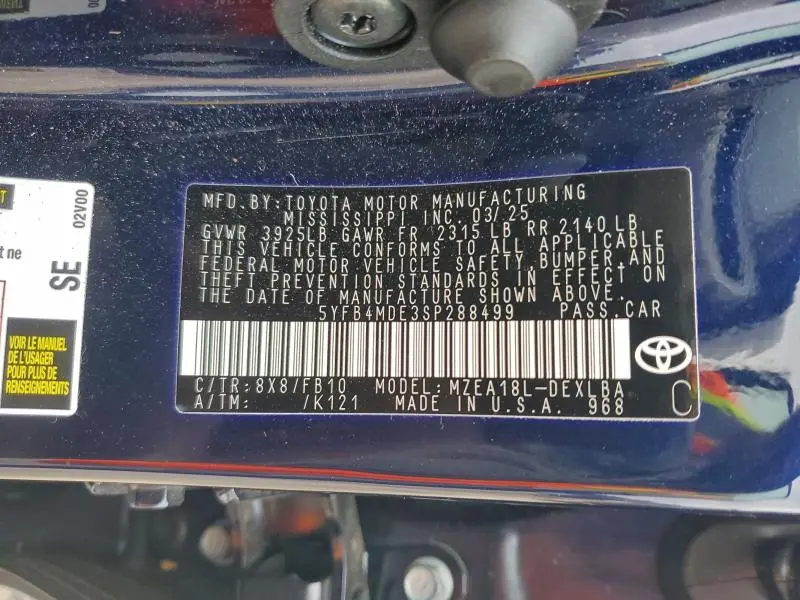 MFD. BY: TOYOTA MOTOR MANUFACTURING
MISSISSIPPI INC. 03/25
GVWR 3925LB GAWR FR 2315 LB RR 2140 LB
THIS VEHICLE CONFORMS TO ALL APPLICABLE
FEDERAL MOTOR VEHICLE SAFETY, BUMPER, AND
THEFT PREVENTION STANDARDS IN EFFECT ON
THE DATE OF MANUFACTURE SHOWN ABOVE.
5YFB4MDE3SP288499 PASS. CAR
C/TR: 8X8/FB10 MODEL: MZEA18L-DEXLBA
A/TM: /K121 MADE IN U.S.A. 968
C
02V00
SE
t ne
VOIR LE MANUEL
DE L'USAGER
POUR PLUS DE
RENSEIGNEMENTS